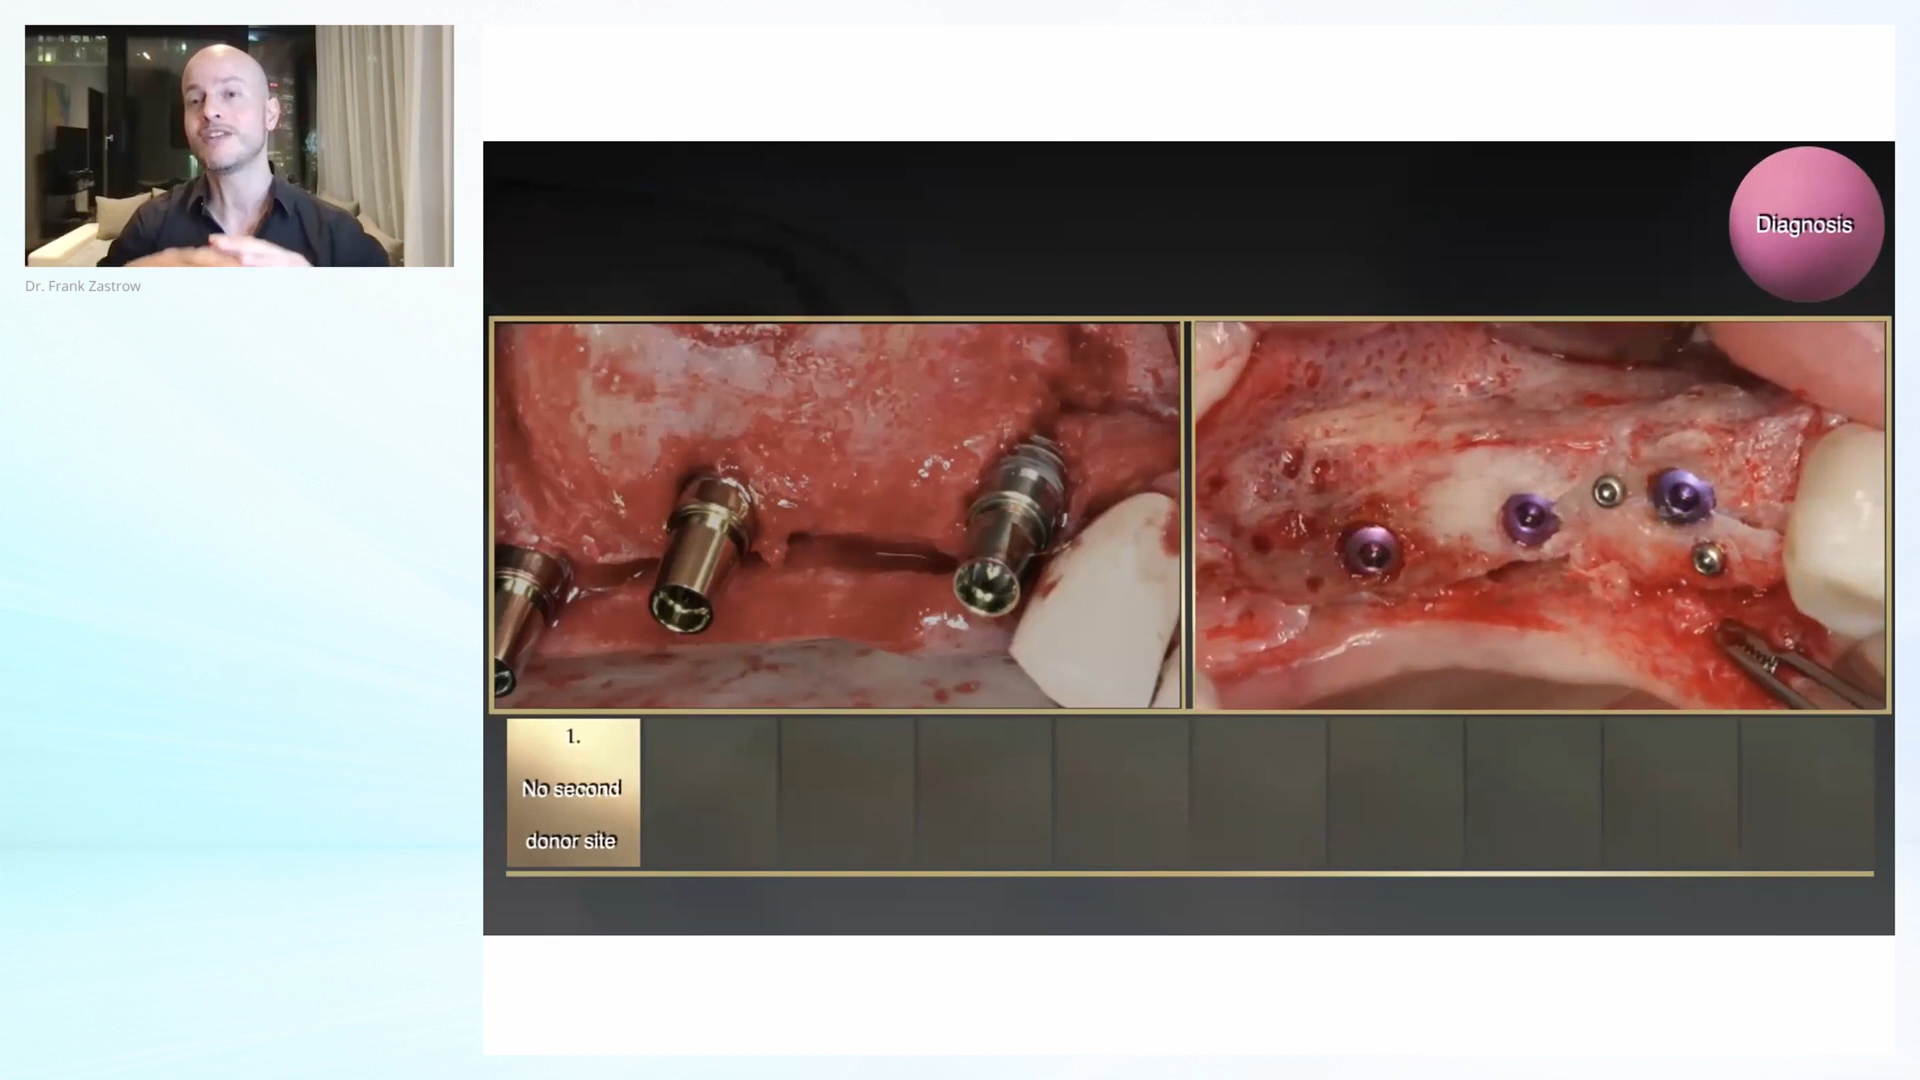 Dr. Frank Zastrow
Diagnosis
1.
No second
donor site